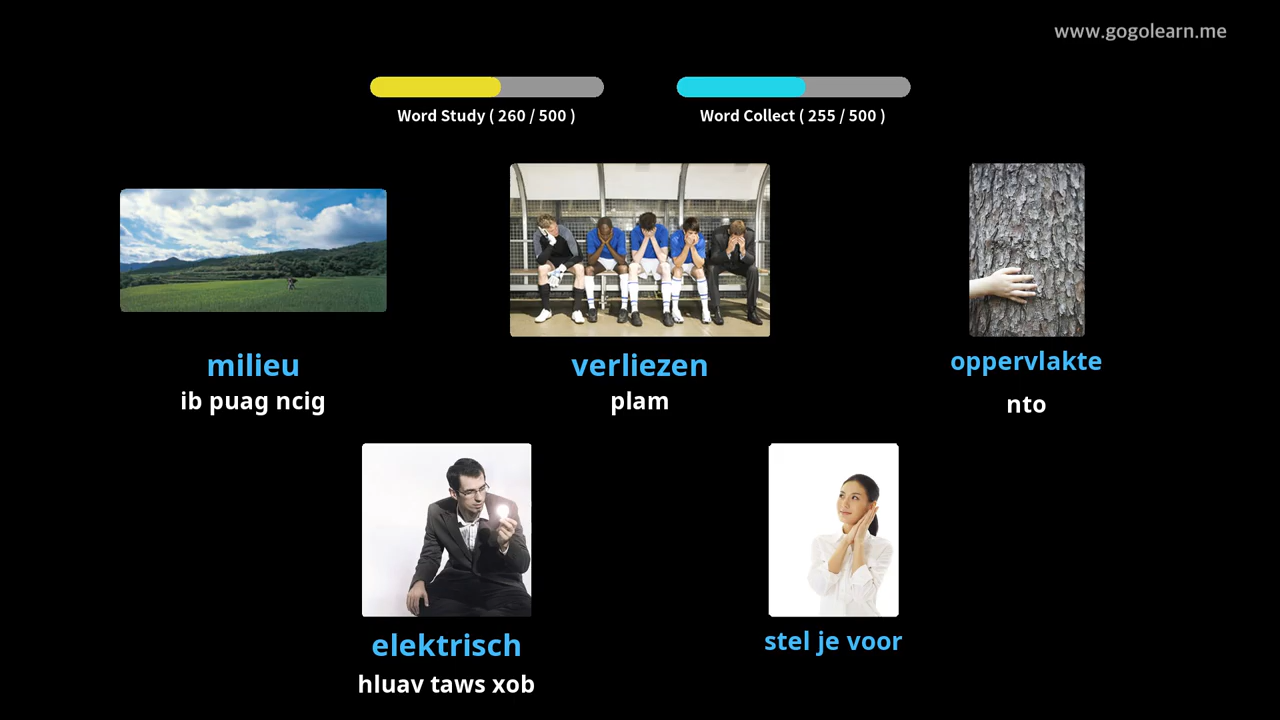 www.gogolearn.me
Word Study ( 260 / 500 )
Word Collect ( 255 / 500 )
milieu
ib puag ncig
verliezen
plam
oppervlakte
nto
elektrisch
hluav taws xob
stel je voor